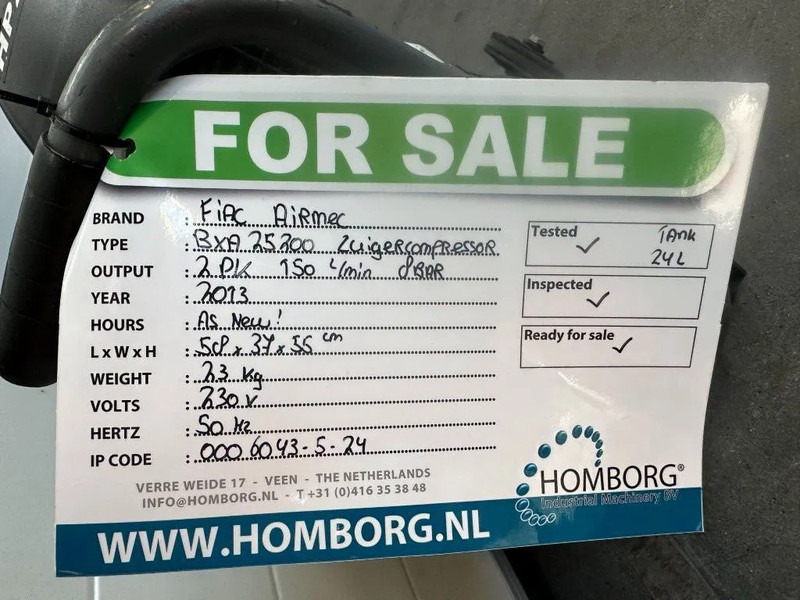 HP
FOR SALE
BRAND : Fiac Airmec
TYPE : BXA 25200 Zuigercompressor
OUTPUT : 2 PK 150 L/min 8 BAR
YEAR : 2013
HOURS : As New!
L x W x H : 58 x 37 x 55 cm
WEIGHT : 23 kg
VOLTS : 230 v
HERTZ : 50 Hz
IP CODE : 000 6043-5-24
Tested ✓ TANK
24 L
Inspected ✓
Ready for sale ✓
VERRE WEIDE 17 - VEEN - THE NETHERLANDS
INFO@HOMBORG.NL - T +31 (0)416 35 38 48
HOMBORG®
Industrial Machinery BV
WWW.HOMBORG.NL